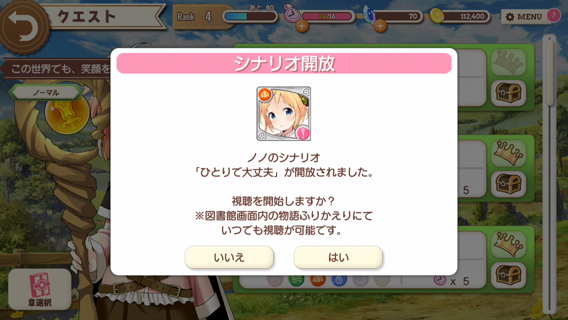 クエスト
Rank 4
あと 80
/16
70
112,400
MENU
?
この世界でも、笑顔を
ノーマル
シナリオ開放
ノノのシナリオ
「ひとりで大丈夫」が開放されました。
視聴を開始しますか？
※図書館画面内の物語ふりかえりにて
いつでも視聴が可能です。
いいえ
はい
5
x 5
章選択